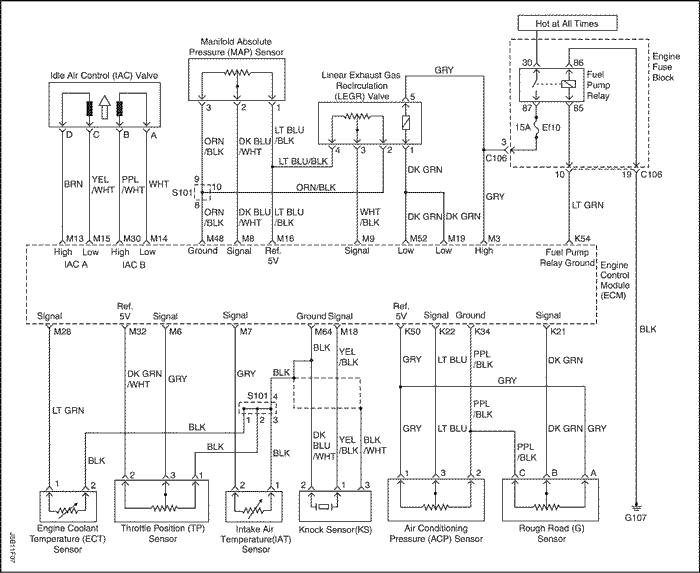 Hot at All Times
Manifold Absolute
Pressure (MAP) Sensor
Idle Air Control (IAC) Valve
Linear Exhaust Gas
Recirculation
(LEGR) Valve
GRY
30 86
Fuel
Pump
Relay
Engine
Fuse
Block
87 85
15A Ef10
5
3 2 1
D C B A
4 3 2 1
3
C106
10 19 C106
ORN
/BLK
DK BLU
/WHT
LT BLU
/BLK
LT BLU/BLK
BRN
YEL
/WHT
PPL
/WHT
WHT
9
S101 10
8
ORN/BLK
DK GRN
GRY
LT GRN
ORN
/BLK
DK BLU
/WHT
LT BLU
/BLK
WHT
/BLK
DK GRN
DK GRN
M13 M15 M30 M14 M48 M8 M16 M9 M52 M19 M3 K54
High Low High Low
IAC A IAC B
Ground Signal Ref.
5V
Signal Low Low High Fuel Pump
Relay Ground
Engine
Control
Module
(ECM)
Signal Ref.
5V
Signal Signal Ground Signal Ref.
5V
Signal Ground Signal
M28 M32 M6 M7 M64 M18 K50 K22 K34 K21
BLK
BLK
YEL
/BLK
DK GRN
/WHT
GRY GRY BLK
GRY LT BLU PPL
/BLK
DK GRN
GRY
LT GRN
S101 4
1 2 3
BLK
BLK
BLK
BLK
DK
BLU
/WHT
YEL
/BLK
BLK
/WHT
GRY LT BLU PPL
/BLK
PPL
/BLK
DK GRN GRY
1 2 2 3 1 2 1 2 1 3 1 3 2 C B A
G107
Engine Coolant
Temperature (ECT)
Sensor
Throttle Position (TP)
Sensor
Intake Air
Temperature(IAT)
Sensor
Knock Sensor(KS)
Air Conditioning
Pressure (ACP) Sensor
Rough Road (G)
Sensor
J5B11F07